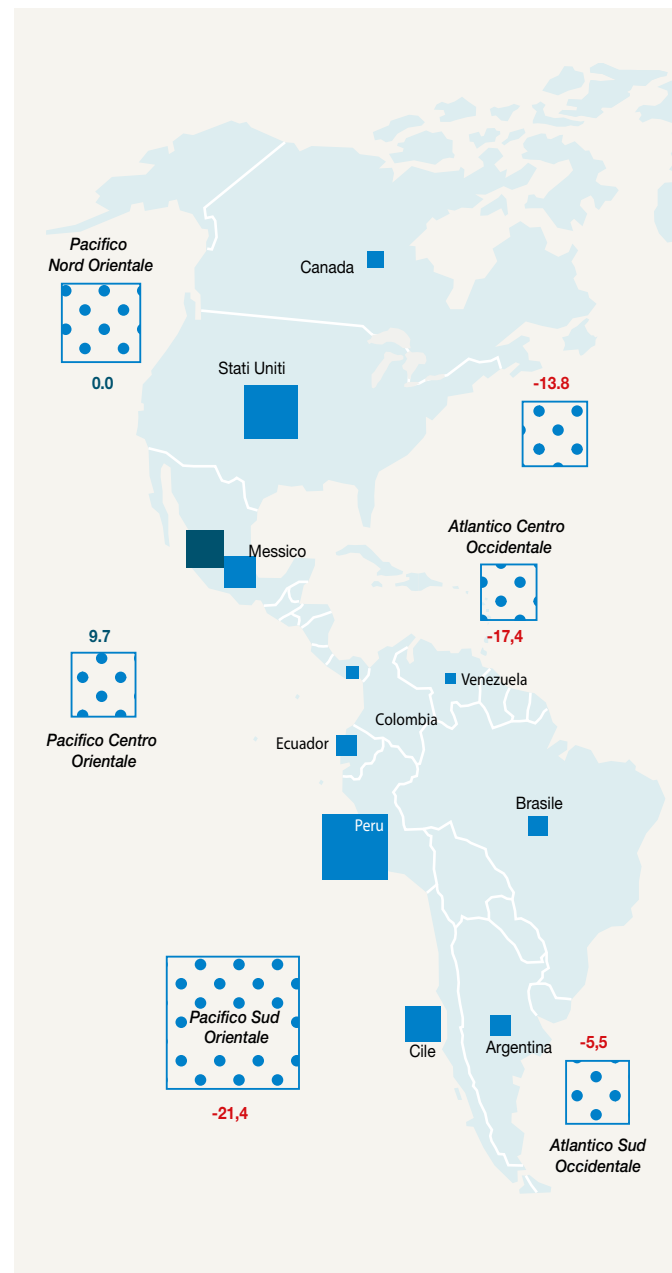 Pacifico
Nord Orientale
0.0
Canada
Stati Uniti
-13.8
Messico
Atlantico Centro
Occidentale
-17,4
9.7
Pacifico Centro
Orientale
Venezuela
Colombia
Ecuador
Brasile
Peru
Pacifico Sud
Orientale
-21,4
Cile
Argentina
-5,5
Atlantico Sud
Occidentale